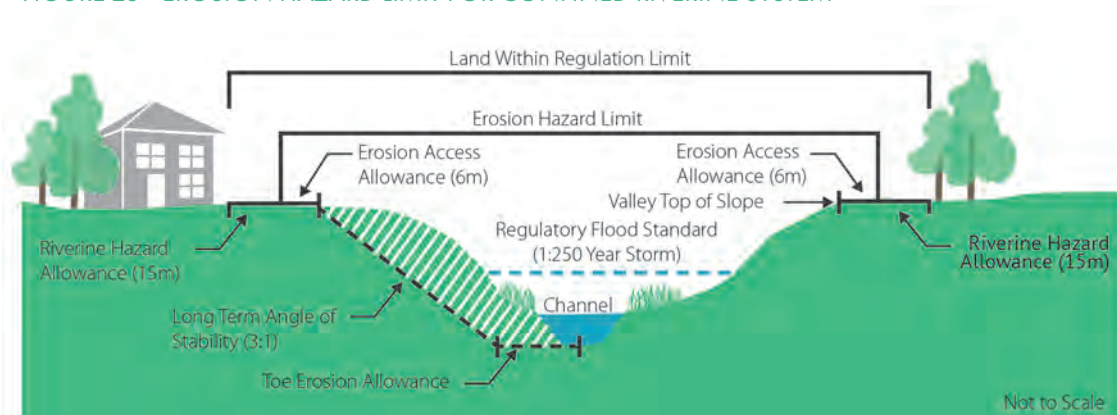 Land Within Regulation Limit
Erosion Hazard Limit
Erosion Access
Allowance (6m)
Erosion Access
Allowance (6m)
Valley Top of Slope
Regulatory Flood Standard
(1:250 Year Storm)
Riverine Hazard
Allowance (15m)
Riverine Hazard
Allowance (15m)
Channel
Long Term Angle of
Stability (3:1)
Toe Erosion Allowance
Not to Scale